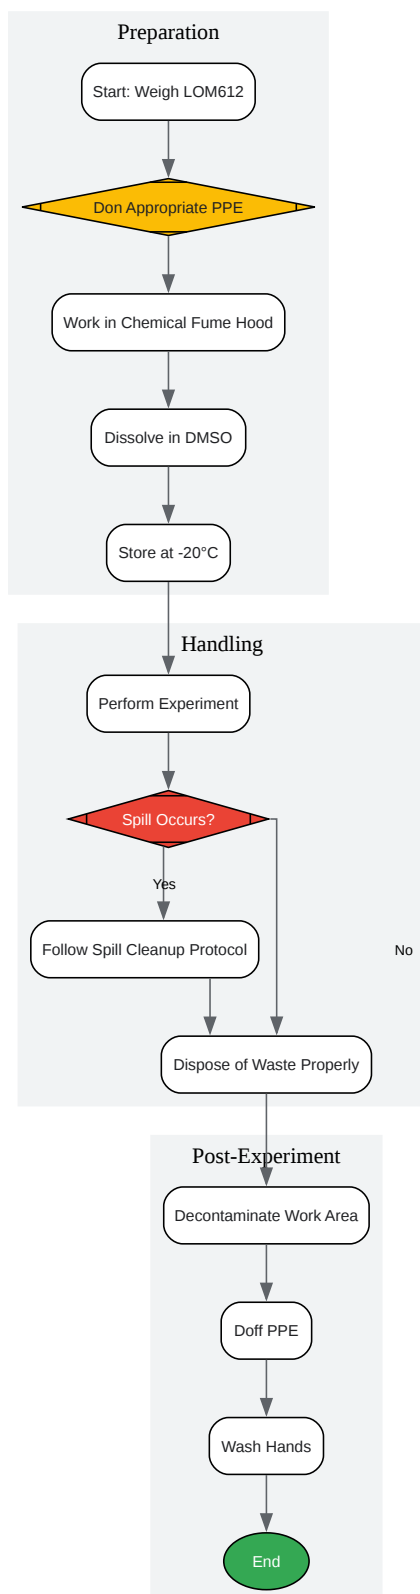 Preparation
Start: Weigh LOM612
Don Appropriate PPE
Work in Chemical Fume Hood
Dissolve in DMSO
Store at -20°C
Handling
Perform Experiment
Spill Occurs?
Yes
Follow Spill Cleanup Protocol
No
Dispose of Waste Properly
Post-Experiment
Decontaminate Work Area
Doff PPE
Wash Hands
End